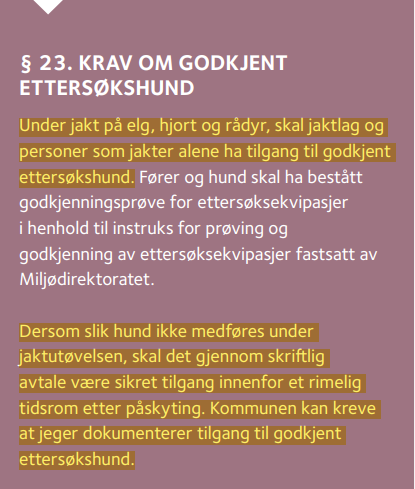 § 23. KRAV OM GODKJENT
ETTERSØKSHUND
Under jakt på elg, hjort og rådyr, skal jaktlag og
personer som jakter alene ha tilgang til godkjent
ettersøkshund. Fører og hund skal ha bestått
godkjenningsprøve for ettersøksekvipasjer
i henhold til instruks for prøving og
godkjenning av ettersøksekvipasjer fastsatt av
Miljødirektoratet.
Dersom slik hund ikke medføres under
jaktutøvelsen, skal det gjennom skriftlig
avtale være sikret tilgang innenfor et rimelig
tidsrom etter påskyting. Kommunen kan kreve
at jeger dokumenterer tilgang til godkjent
ettersøkshund.